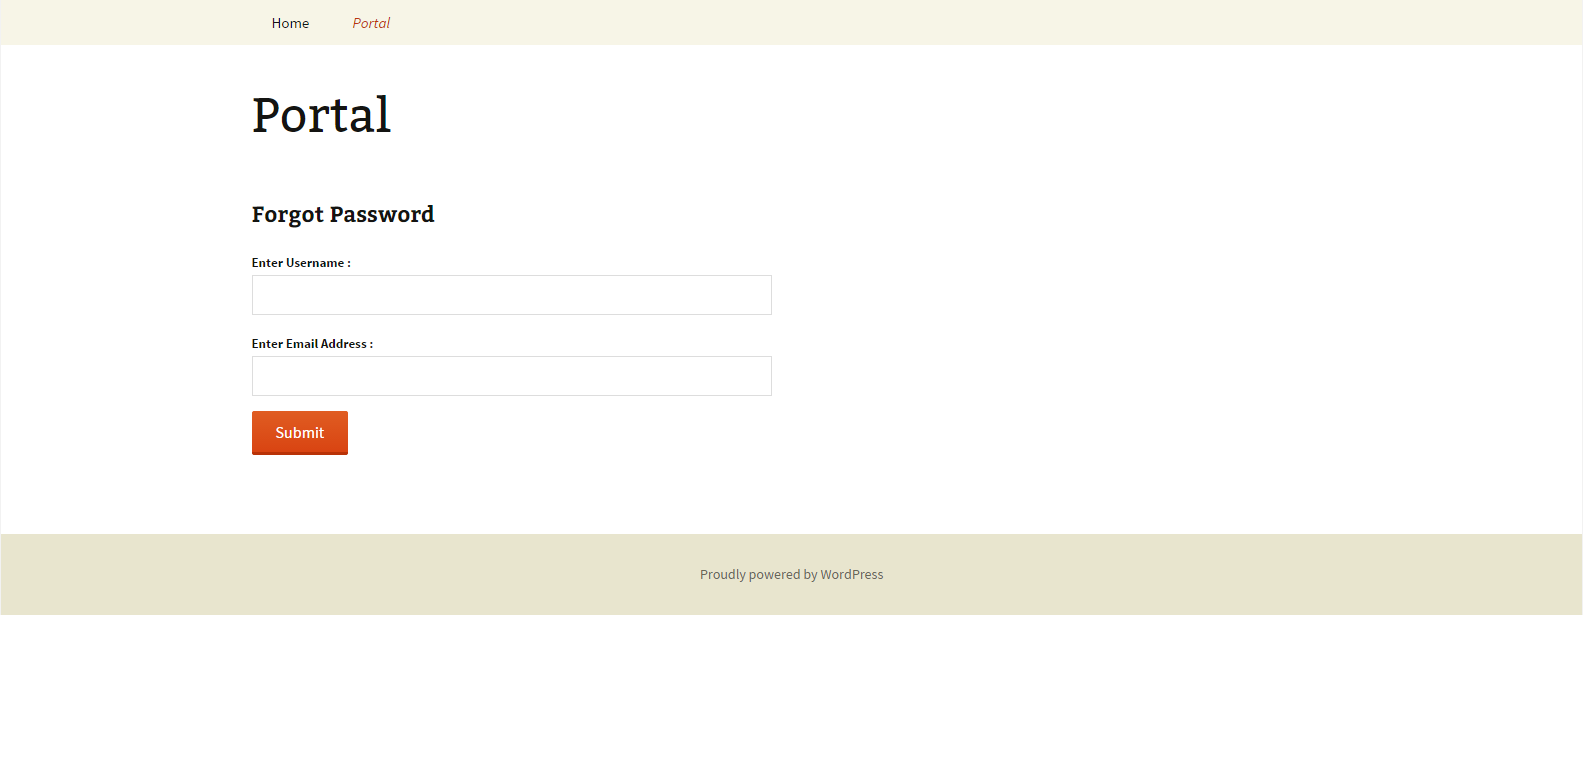 Home Portal
Portal
Forgot Password
Enter Username :
Enter Email Address :
Submit
Proudly powered by WordPress